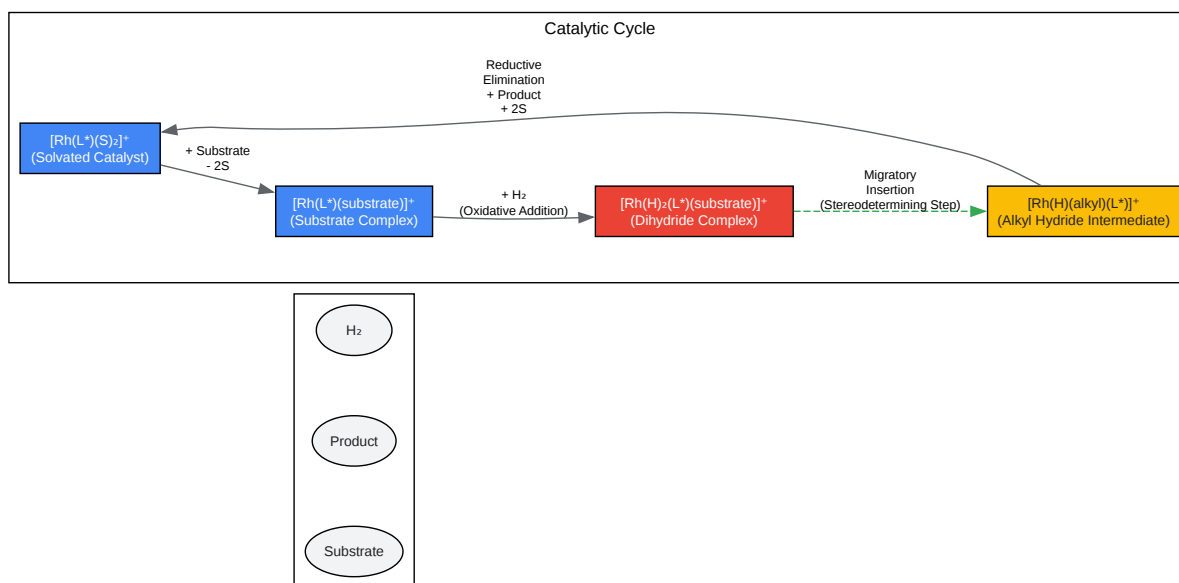 Catalytic Cycle
Reductive
Elimination
+ Product
+ 2S
[Rh(L*)(S)₂]⁺
(Solvated Catalyst)
+ Substrate
- 2S
[Rh(L*)(substrate)]⁺
(Substrate Complex)
+ H₂
(Oxidative Addition)
[Rh(H)₂(L*)(substrate)]⁺
(Dihydride Complex)
Migratory
Insertion
(Stereodetermining Step)
[Rh(H)(alkyl)(L*)]⁺
(Alkyl Hydride Intermediate)
H₂
Product
Substrate